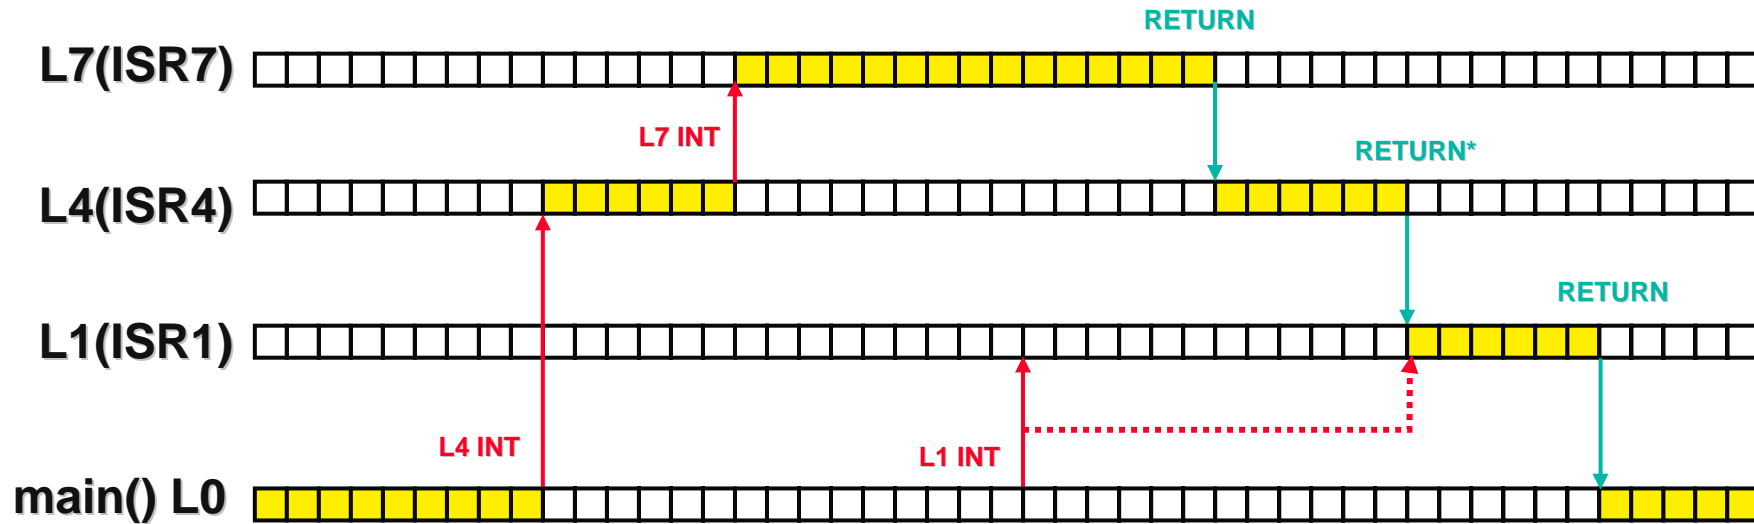 RETURN
L7(ISR7)
L7 INT
RETURN*
L4(ISR4)
RETURN
L1(ISR1)
L4 INT
L1 INT
main() L0